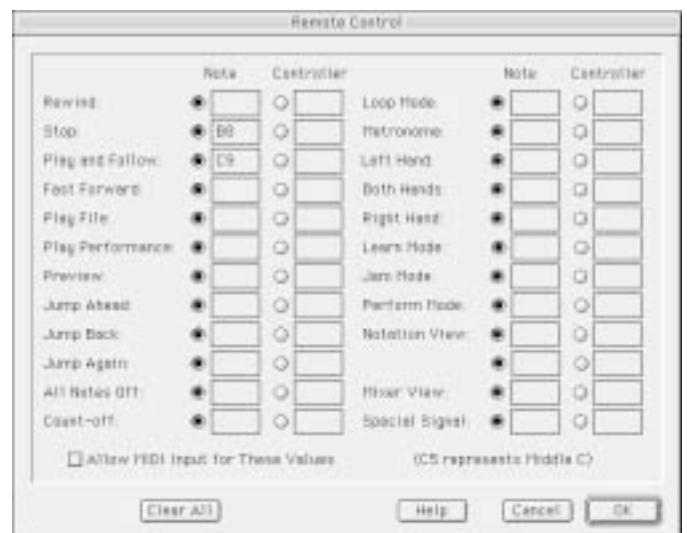 Remote Control
Note Controller Note Controller
Rewind: Loop Mode:
Stop: B8 Metronome:
Play and Follow: C9 Left Hand:
Fast Forward: Both Hands:
Play File: Right Hand:
Play Performance: Learn Mode:
Preview: Jam Mode:
Jump Ahead: Perform Mode:
Jump Back: Notation View:
Jump Again:
All Notes Off: Mixer View:
Count-off: Special Signal:
Allow MIDI Input for These Values (C5 represents Middle C)
Clear All Help Cancel OK